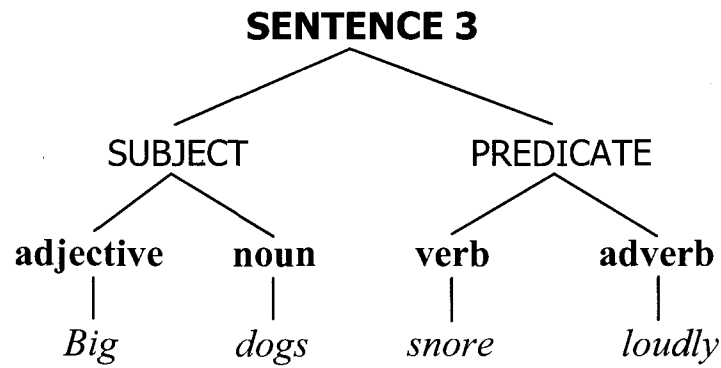 SENTENCE 3
SUBJECT PREDICATE
adjective noun verb adverb
Big dogs snore loudly